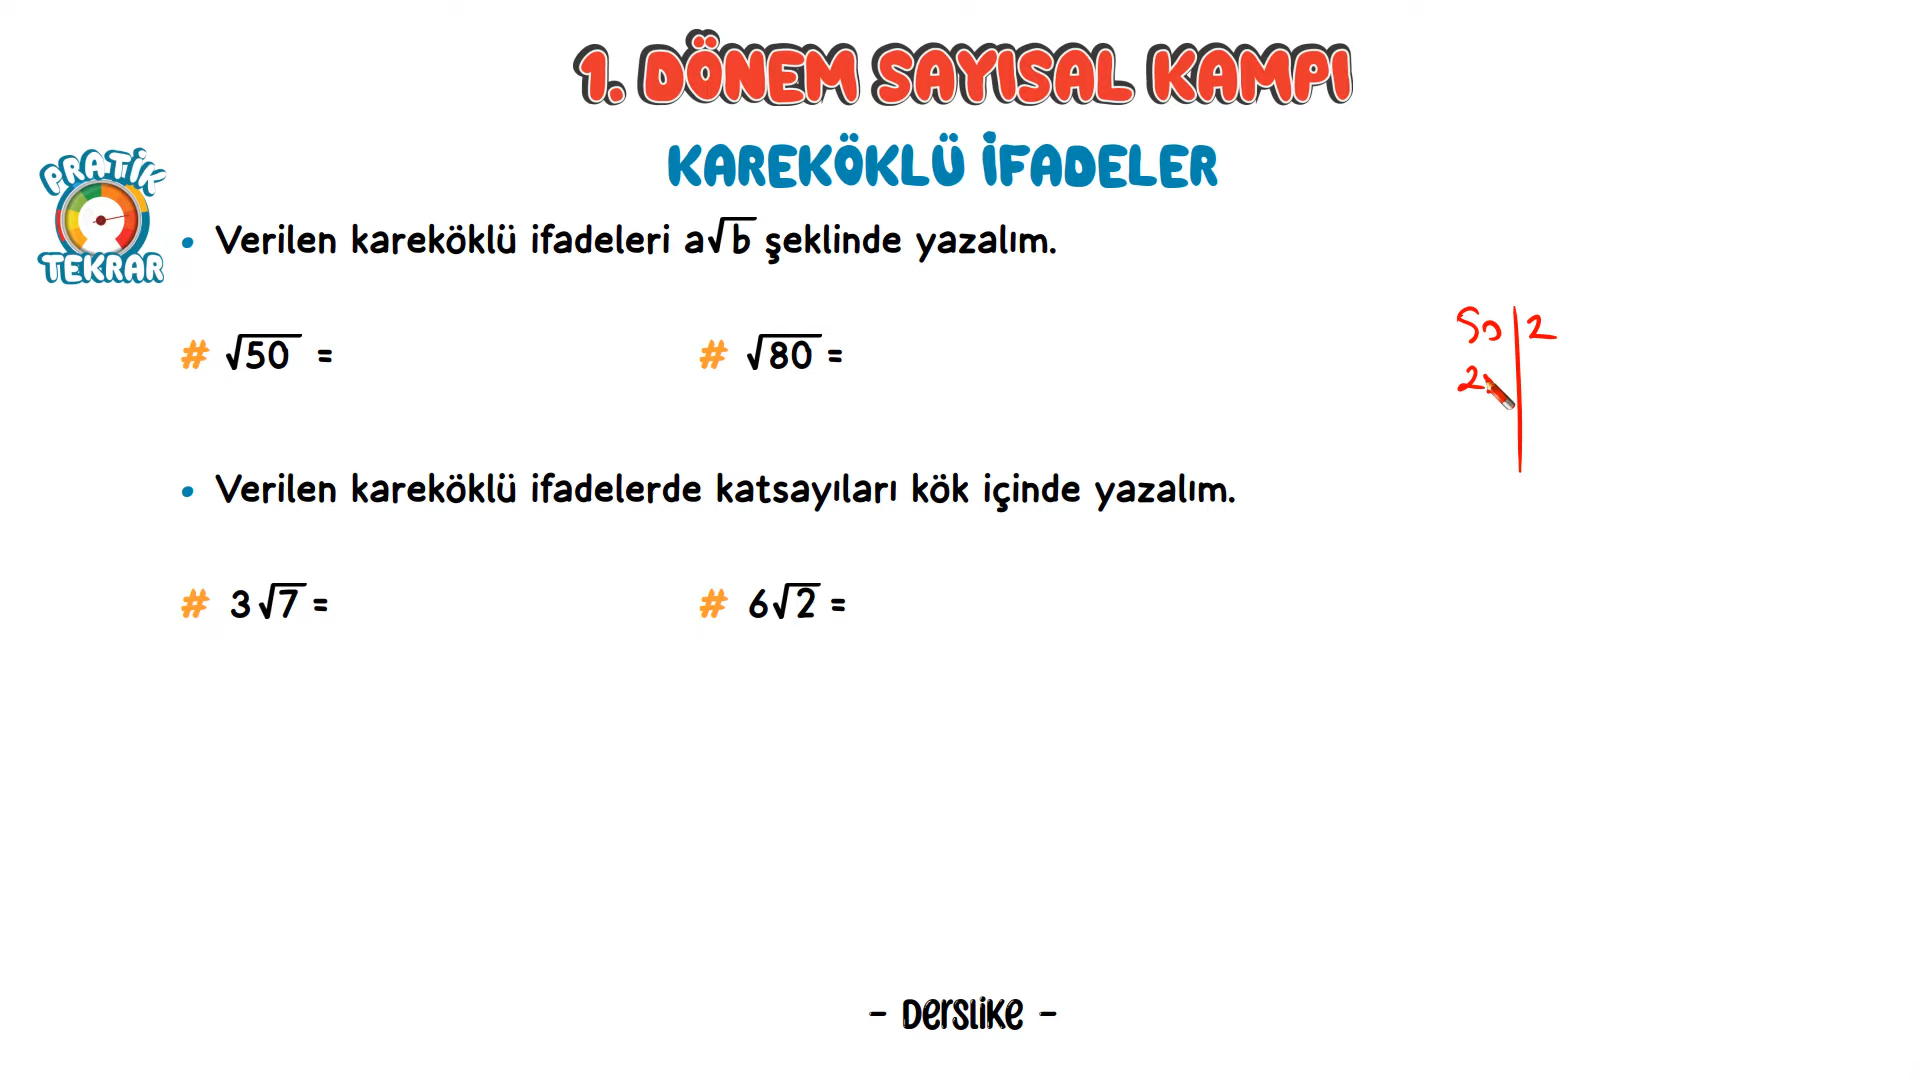 1. DÖNEM SAYISAL KAMPI
KAREKÖKLÜ İFADELER
PRATİK
TEKRAR
• Verilen kareköklü ifadeleri a√b şeklinde yazalım.
# √50 =
# √80 =
50 | 2
2
• Verilen kareköklü ifadelerde katsayıları kök içinde yazalım.
# 3√7 =
# 6√2 =
- DersLiKe -